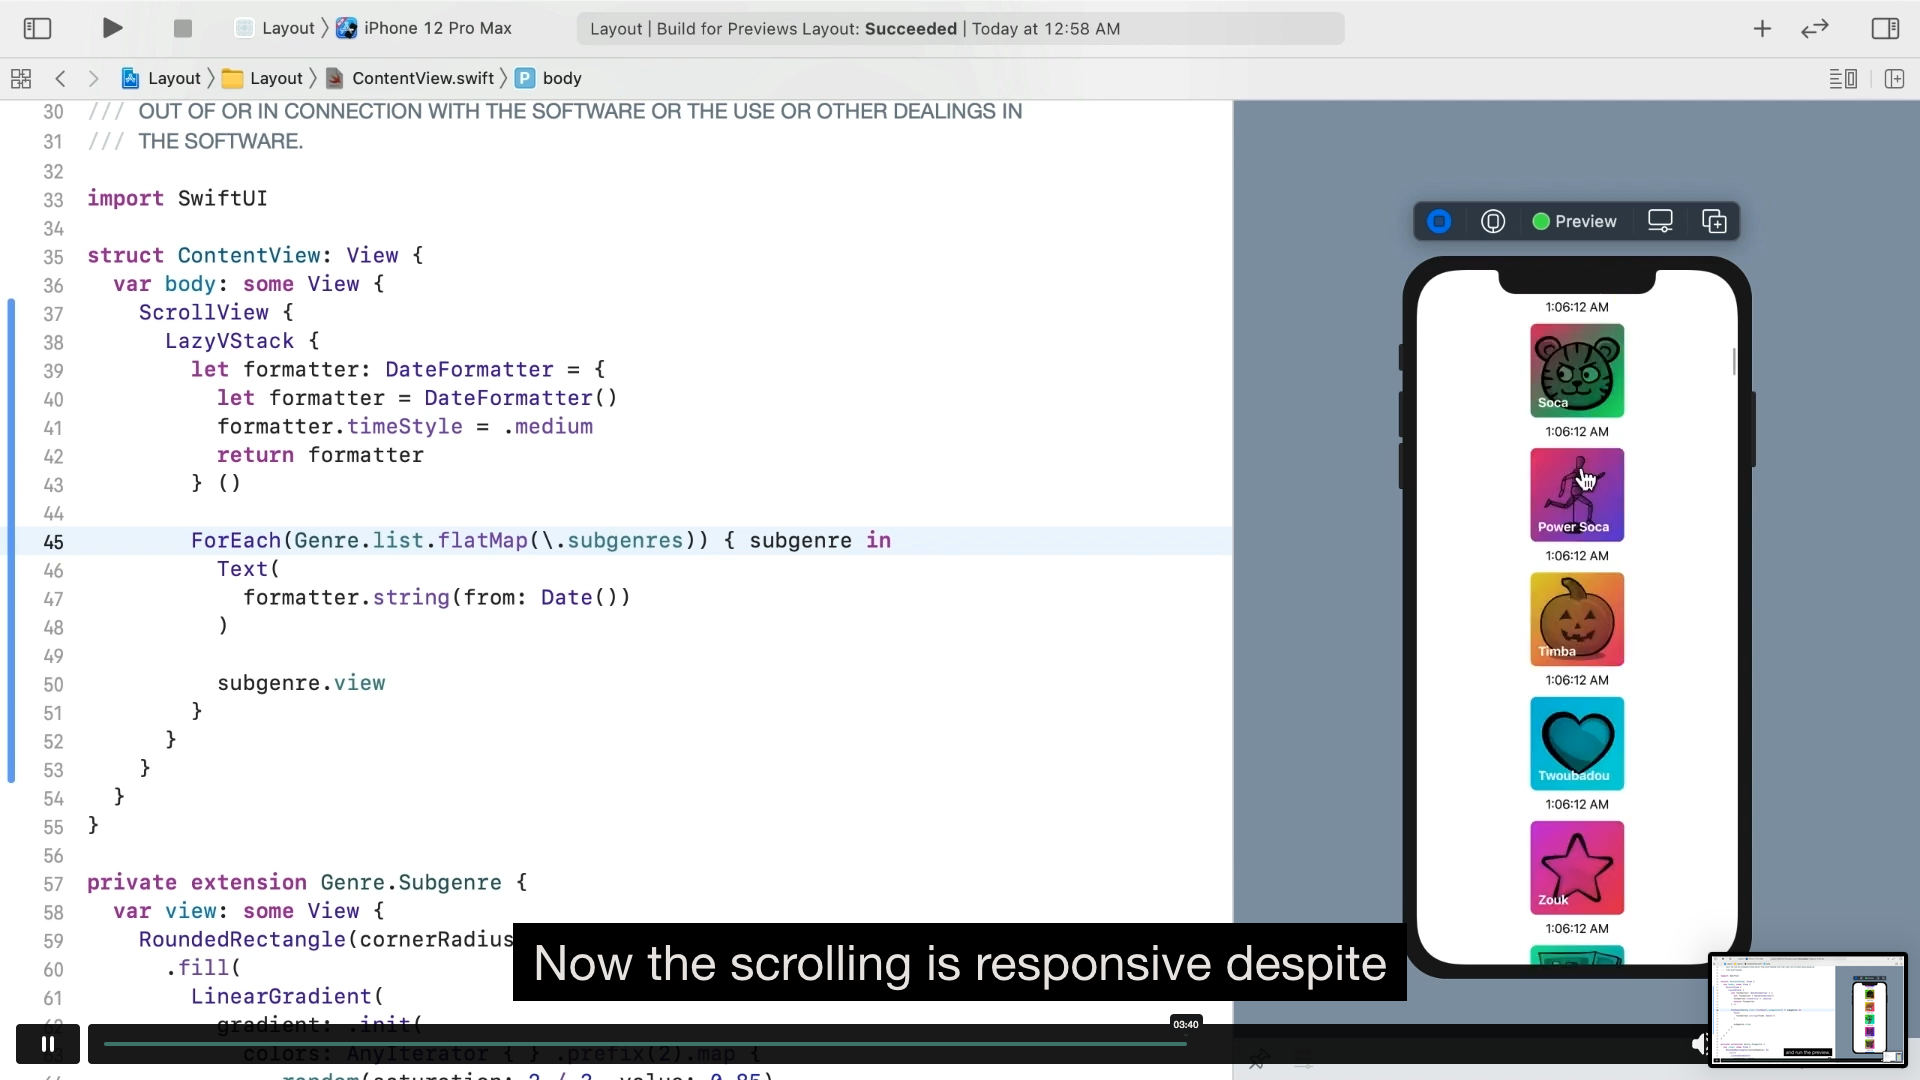 Layout 〉 iPhone 12 Pro Max
Layout | Build for Previews Layout: Succeeded | Today at 12:58 AM
Layout 〉 Layout 〉 ContentView.swift 〉 P body
30 /// OUT OF OR IN CONNECTION WITH THE SOFTWARE OR THE USE OR OTHER DEALINGS IN
31 /// THE SOFTWARE.
32
33 import SwiftUI
34
35 struct ContentView: View {
36   var body: some View {
37     ScrollView {
38       LazyVStack {
39         let formatter: DateFormatter = {
40           let formatter = DateFormatter()
41           formatter.timeStyle = .medium
42           return formatter
43         } ()
44
45         ForEach(Genre.list.flatMap(\.subgenres)) { subgenre in
46           Text(
47             formatter.string(from: Date())
48           )
49
50           subgenre.view
51         }
52       }
53     }
54   }
55 }
56
57 private extension Genre.Subgenre {
58   var view: some View {
59     RoundedRectangle(cornerRadius
60       .fill(
61         LinearGradient(
62           gradient: .init(
63             colors: AnyIterator { } .prefix(2).map {
random(saturation: 2 / 3, value: 0.85)
Preview
1:06:12 AM
Soca
1:06:12 AM
Power Soca
1:06:12 AM
Timba
1:06:12 AM
Twoubadou
1:06:12 AM
Zouk
1:06:12 AM
Now the scrolling is responsive despite
03:40
and run the preview.